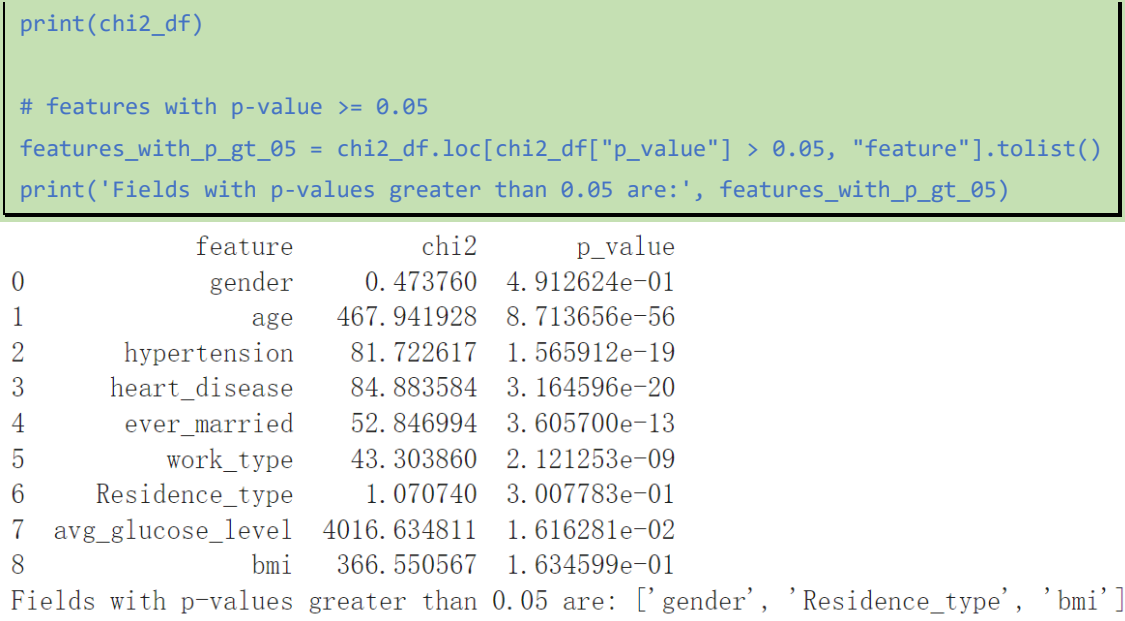 print(chi2_df)
# features with p-value >= 0.05
features_with_p_gt_05 = chi2_df.loc[chi2_df["p_value"] > 0.05, "feature"].tolist()
print('Fields with p-values greater than 0.05 are:', features_with_p_gt_05)
feature chi2 p_value
0 gender 0.473760 4.912624e-01
1 age 467.941928 8.713656e-56
2 hypertension 81.722617 1.565912e-19
3 heart_disease 84.883584 3.164596e-20
4 ever_married 52.846994 3.605700e-13
5 work_type 43.303860 2.121253e-09
6 Residence_type 1.070740 3.007783e-01
7 avg_glucose_level 4016.634811 1.616281e-02
8 bmi 366.550567 1.634599e-01
Fields with p-values greater than 0.05 are: ['gender', 'Residence_type', 'bmi']